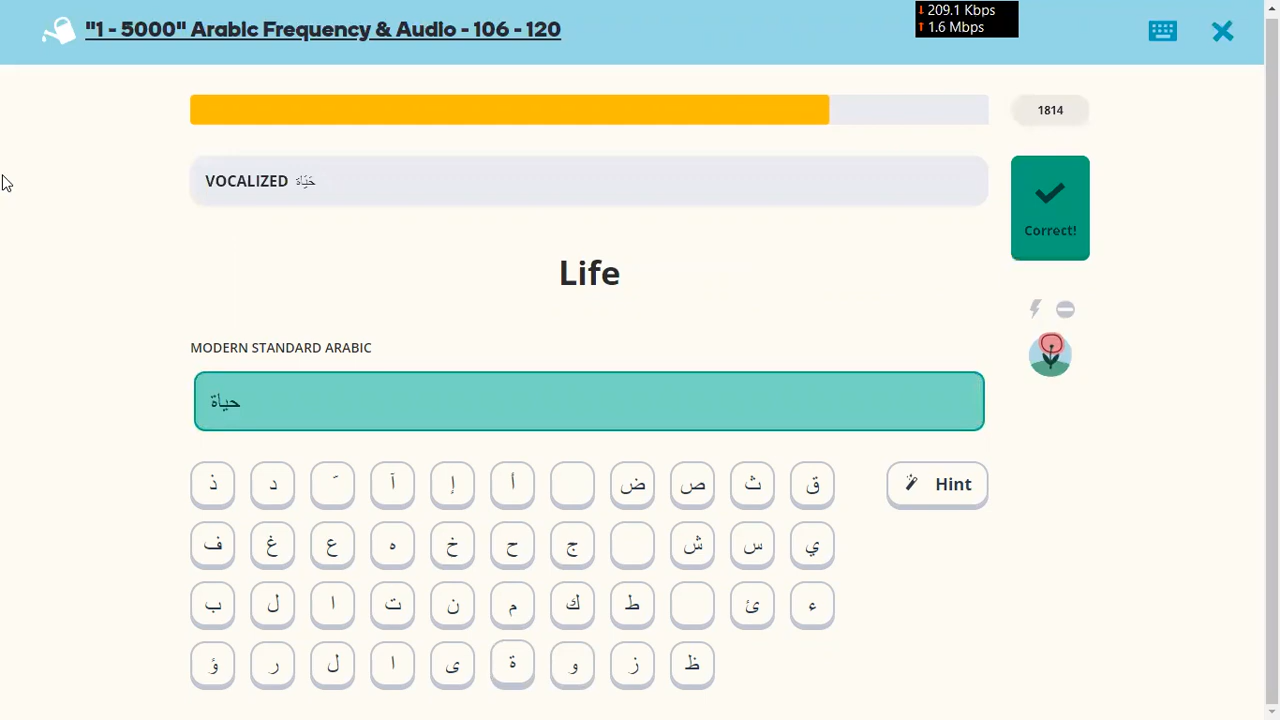 "1 - 5000" Arabic Frequency & Audio - 106 - 120
↓ 209.1 Kbps
↑ 1.6 Mbps
1814
VOCALIZED حَيَاة
Correct!
Life
MODERN STANDARD ARABIC
حياة
ذ د َ آ إ أ ض ص ث ق
Hint
ف غ ع ه خ ح ج ش س ي
ب ل ا ت ن م ك ط ئ ء
ؤ ر ل ا ى ة و ز ظ